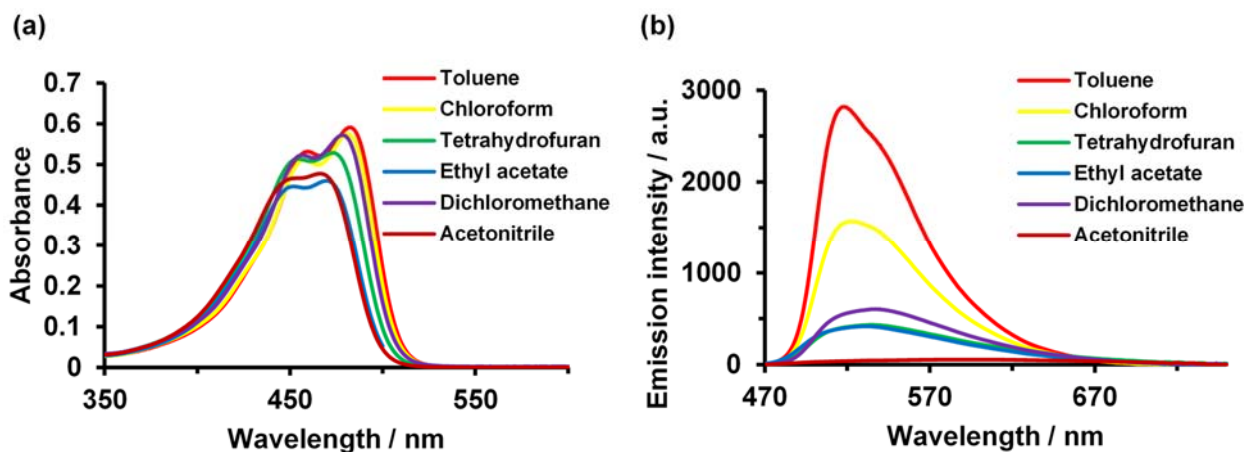 (a)
Absorbance
0.7
0.6
0.5
0.4
0.3
0.2
0.1
0
350
450
550
Wavelength / nm
Toluene
Chloroform
Tetrahydrofuran
Ethyl acetate
Dichloromethane
Acetonitrile
(b)
Emission intensity / a.u.
3000
2000
1000
0
470
570
670
Wavelength / nm
Toluene
Chloroform
Tetrahydrofuran
Ethyl acetate
Dichloromethane
Acetonitrile